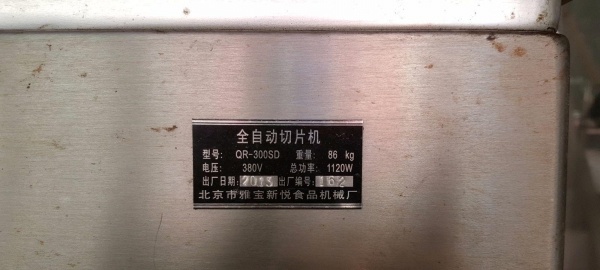 全自动切片机
型号: QR-300SD 重量: 86 kg
电压: 380V 总功率: 1120W
出厂日期: 2013 出厂编号: 162
北京市雅宝新悦食品机械厂